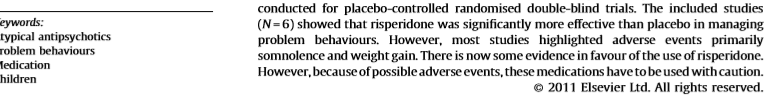 eywords:
typical antipsychotics
roblem behaviours
edication
hildren
conducted for placebo-controlled randomised double-blind trials. The included studies
(N = 6) showed that risperidone was significantly more effective than placebo in managing
problem behaviours. However, most studies highlighted adverse events primarily
somnolence and weight gain. There is now some evidence in favour of the use of risperidone.
However, because of possible adverse events, these medications have to be used with caution.
© 2011 Elsevier Ltd. All rights reserved.